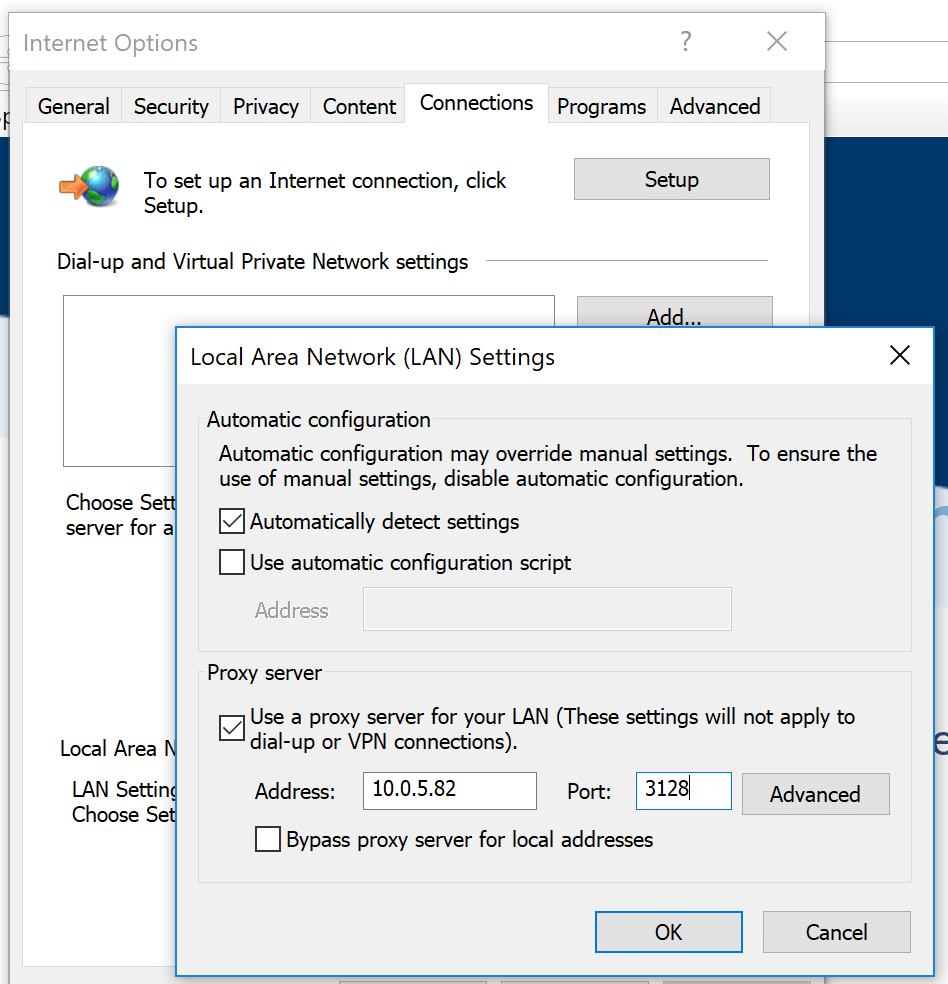 Internet Options
?
General Security Privacy Content Connections Programs Advanced
To set up an Internet connection, click
Setup.
Setup
Dial-up and Virtual Private Network settings
Add...
Local Area Network (LAN) Settings
Automatic configuration
Automatic configuration may override manual settings.  To ensure the
use of manual settings, disable automatic configuration.
Automatically detect settings
Use automatic configuration script
Address
Proxy server
Use a proxy server for your LAN (These settings will not apply to
dial-up or VPN connections).
Address: 10.0.5.82 Port: 3128 Advanced
Bypass proxy server for local addresses
OK Cancel
Choose Sett
server for a
Local Area N
LAN Setting
Choose Set